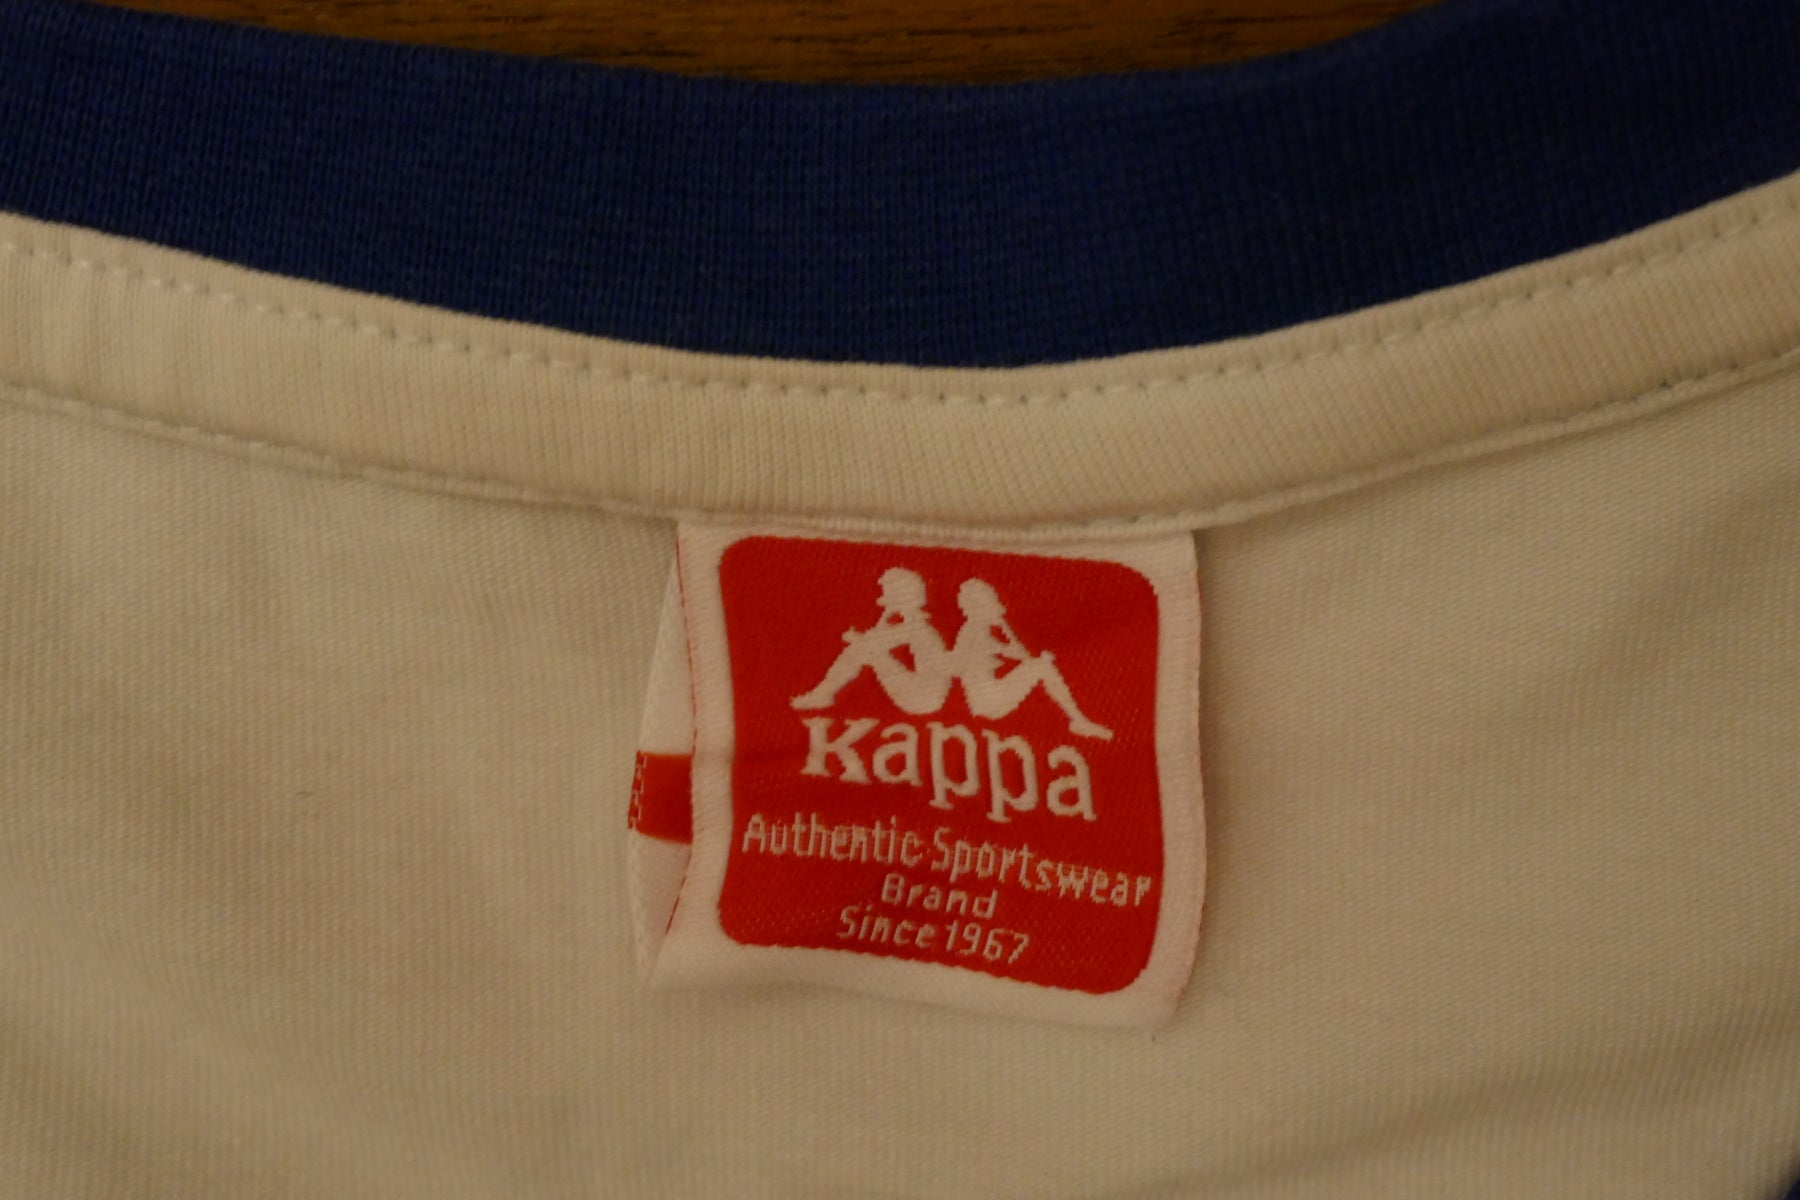 Kappa
Authentic Sportswear
Brand
Since 1967